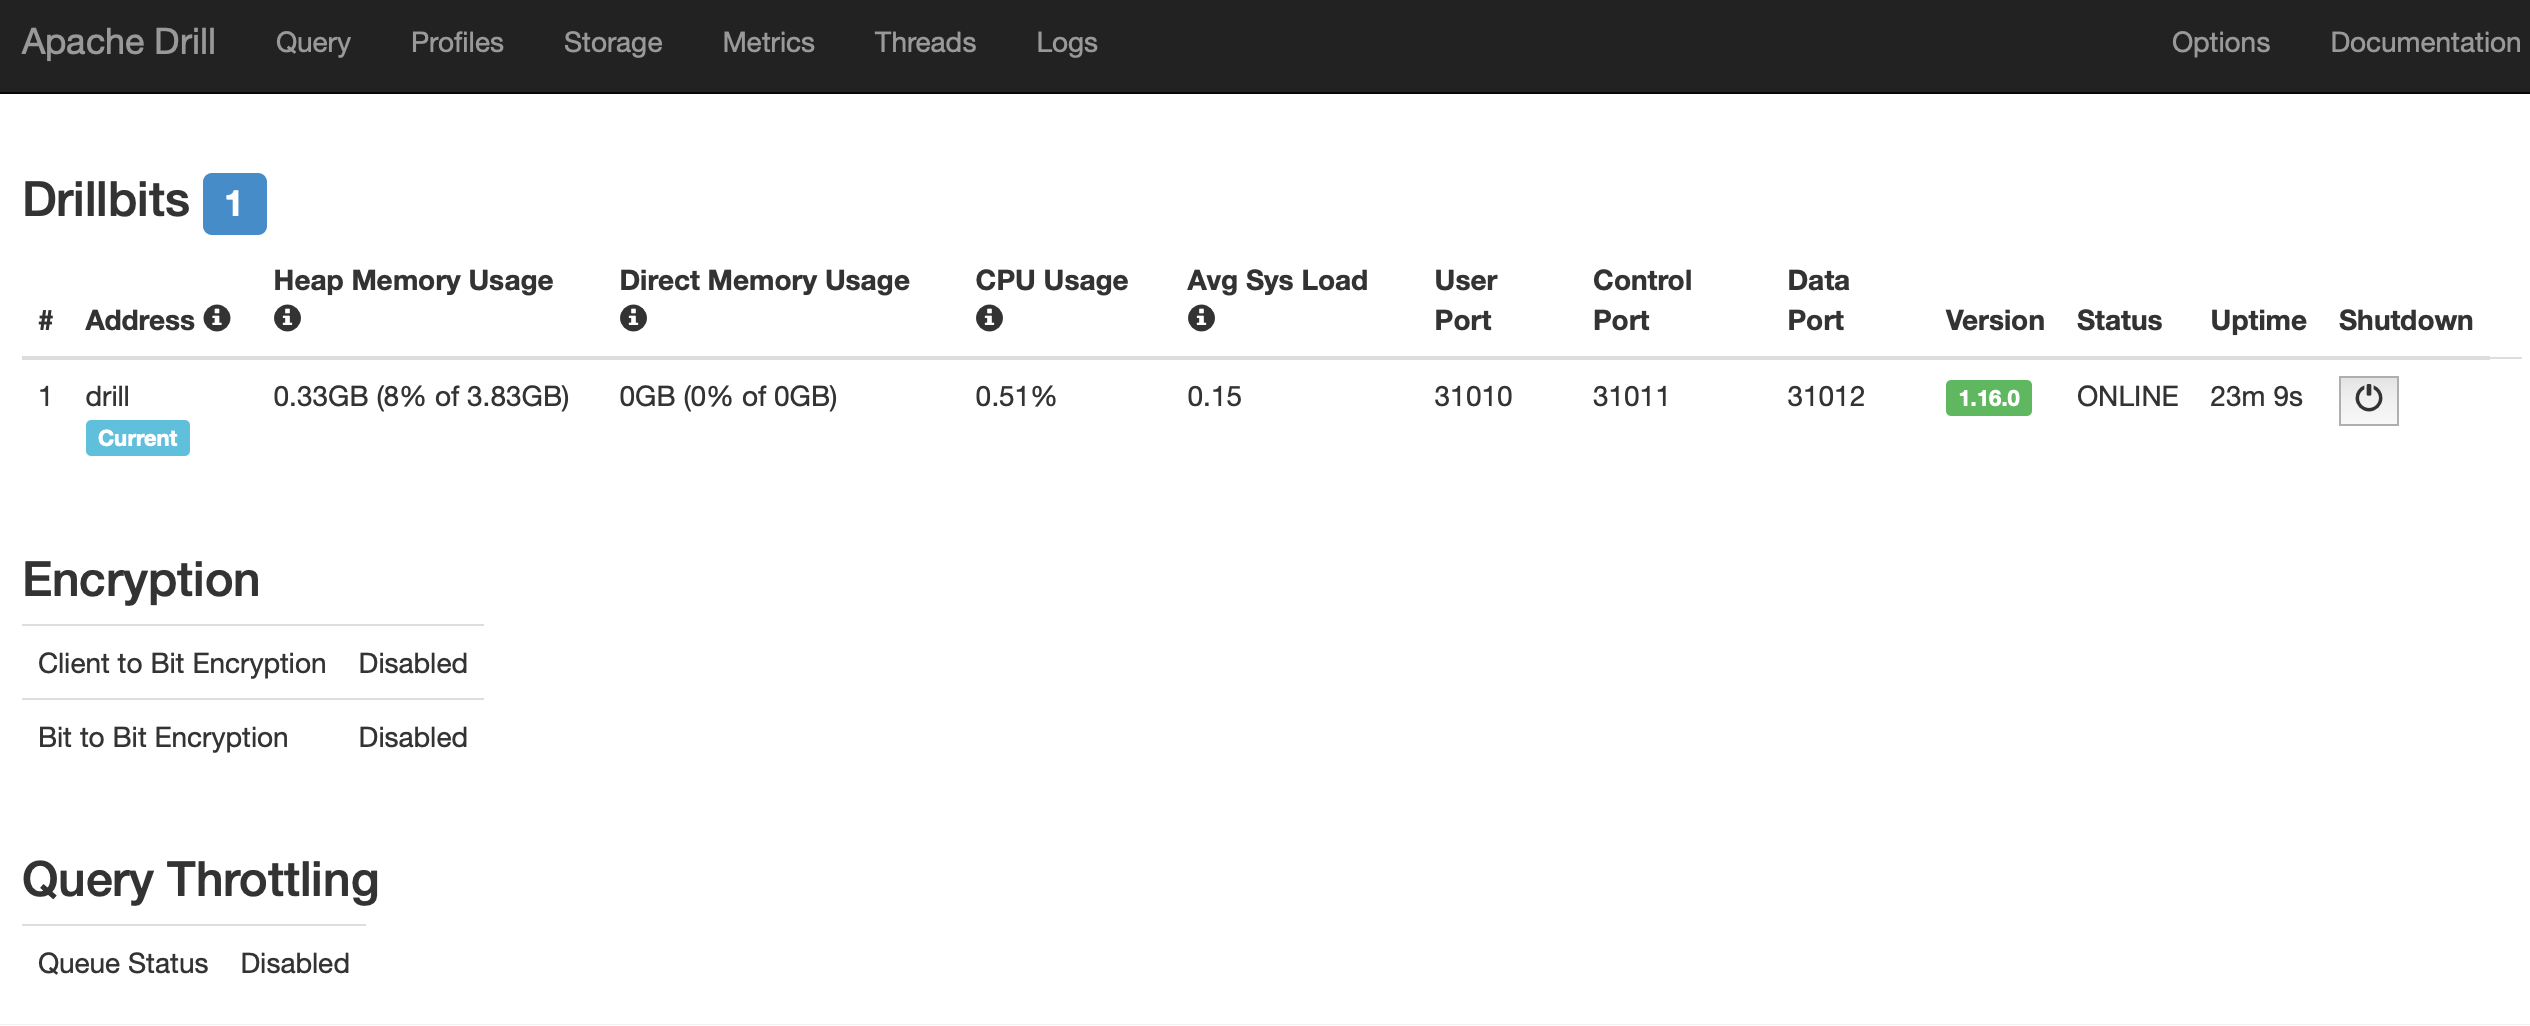 Apache Drill Query Profiles Storage Metrics Threads Logs Options Documentation
Drillbits 1
# Address Heap Memory Usage Direct Memory Usage CPU Usage Avg Sys Load User Port Control Port Data Port Version Status Uptime Shutdown
1 drill 0.33GB (8% of 3.83GB) 0GB (0% of 0GB) 0.51% 0.15 31010 31011 31012 1.16.0 ONLINE 23m 9s
Current
Encryption
Client to Bit Encryption Disabled
Bit to Bit Encryption Disabled
Query Throttling
Queue Status Disabled